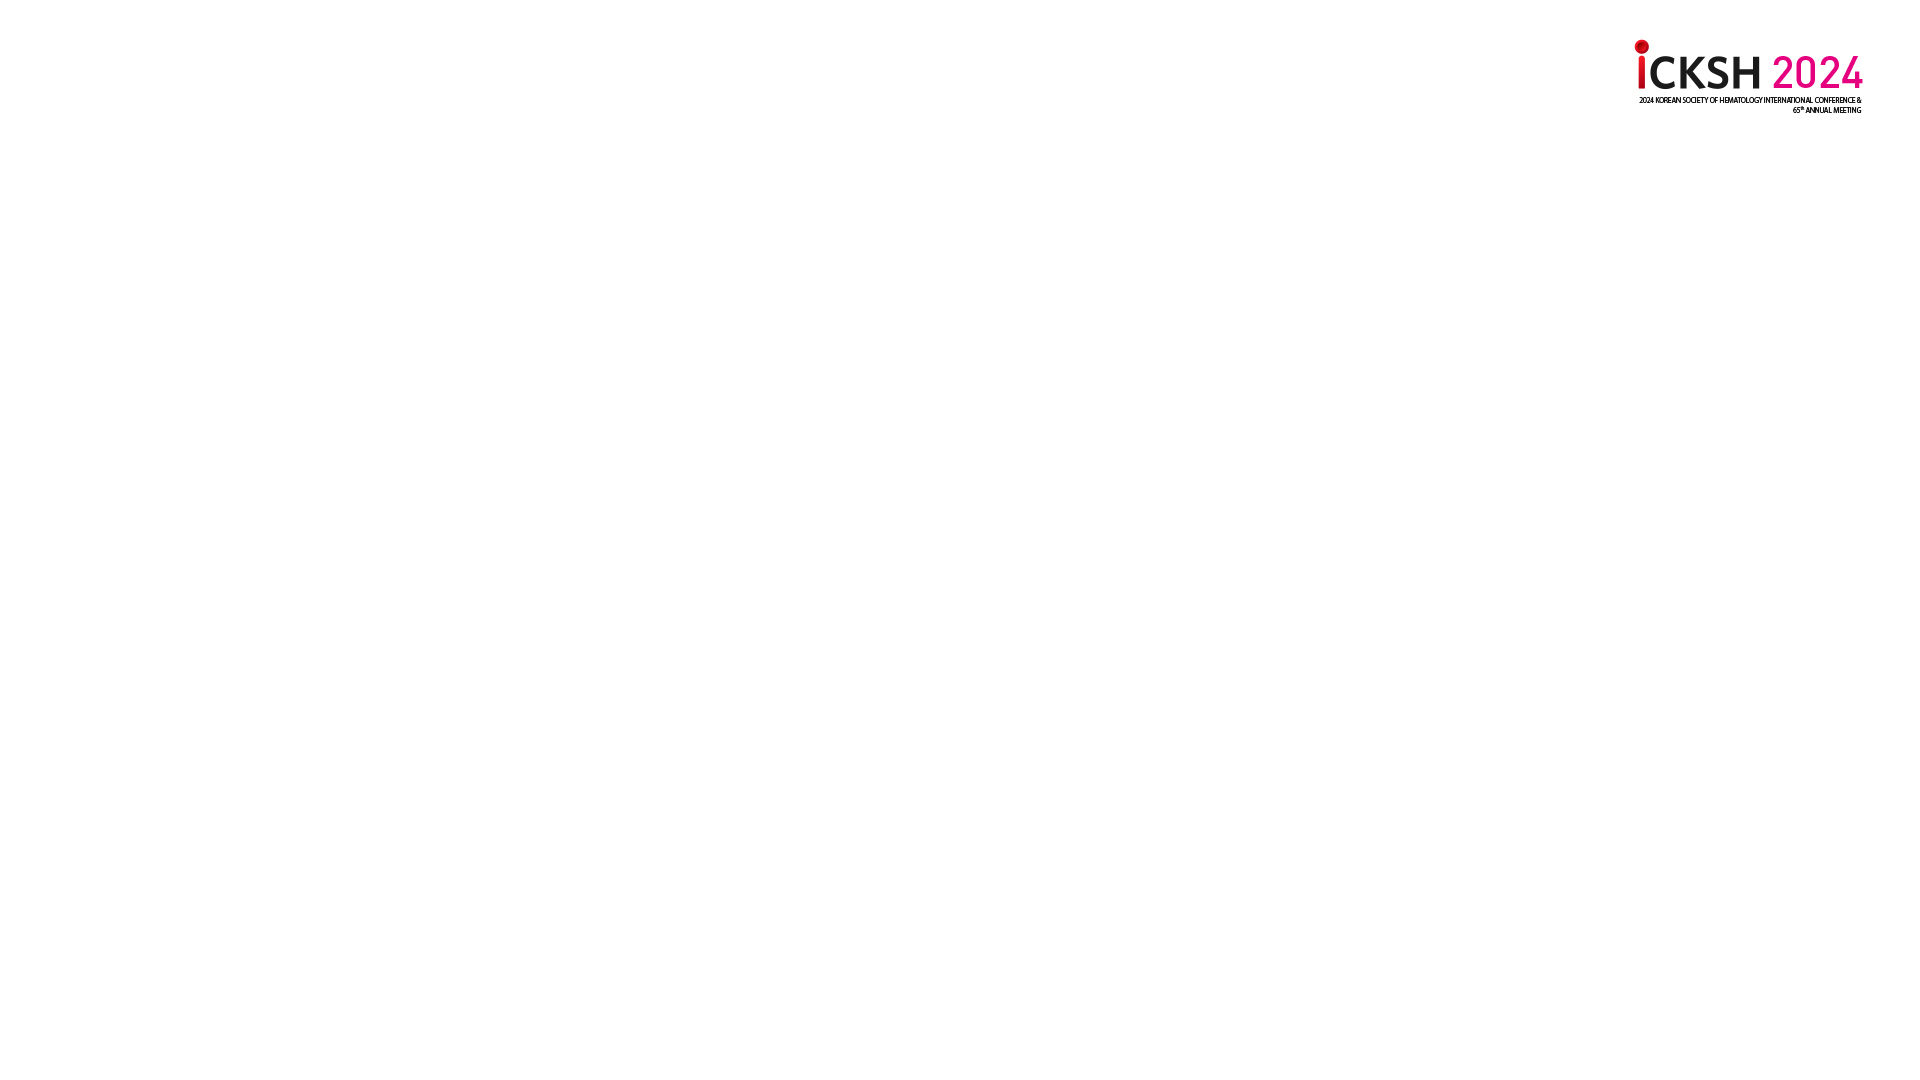 iCKSH 2024
2024 KOREAN SOCIETY OF HEMATOLOGY INTERNATIONAL CONFERENCE &
65th ANNUAL MEETING